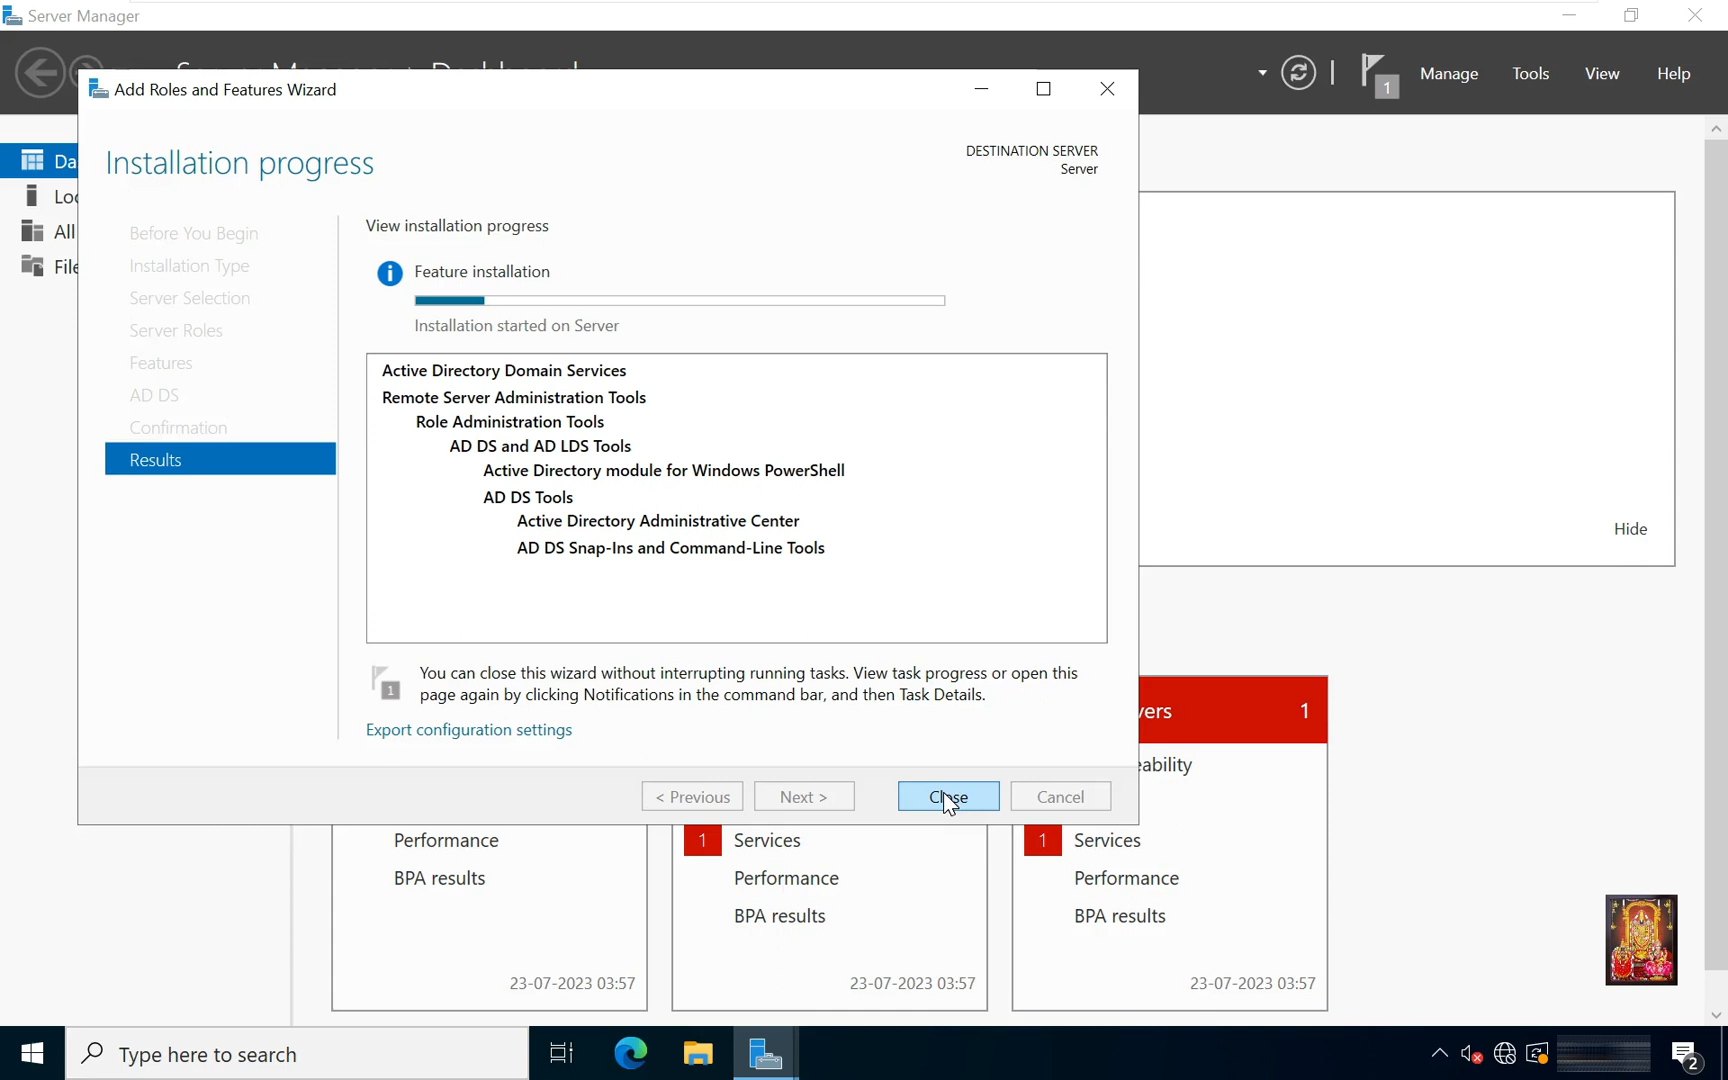 Server Manager
Manage
Tools
View
Help
1
Add Roles and Features Wizard
Installation progress
DESTINATION SERVER
Server
Da
Loc
All
File
Before You Begin
Installation Type
Server Selection
Server Roles
Features
AD DS
Confirmation
Results
View installation progress
Feature installation
Installation started on Server
Active Directory Domain Services
Remote Server Administration Tools
Role Administration Tools
AD DS and AD LDS Tools
Active Directory module for Windows PowerShell
AD DS Tools
Active Directory Administrative Center
AD DS Snap-Ins and Command-Line Tools
1
You can close this wizard without interrupting running tasks. View task progress or open this
page again by clicking Notifications in the command bar, and then Task Details.
Export configuration settings
< Previous
Next >
Close
Cancel
Hide
vers 1
eability
Performance
BPA results
23-07-2023 03:57
1 Services
Performance
BPA results
23-07-2023 03:57
1 Services
Performance
BPA results
23-07-2023 03:57
Type here to search
2